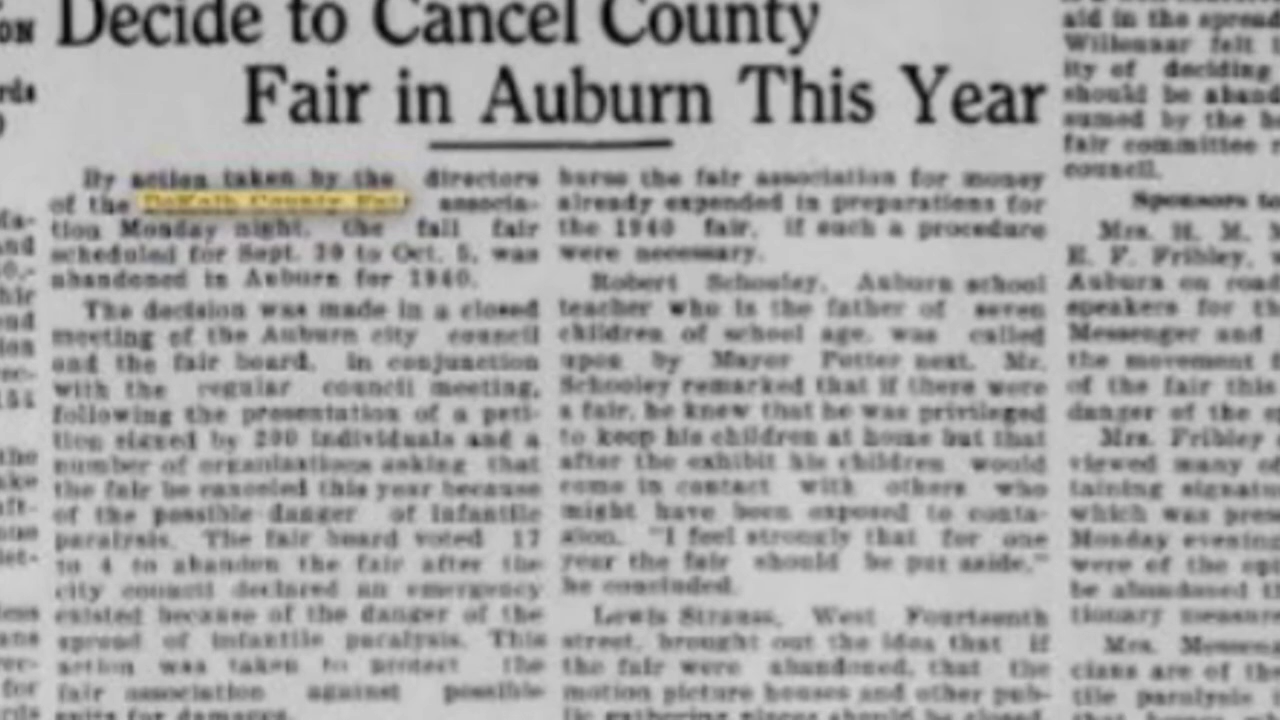 Decide to Cancel County
Fair in Auburn This Year
By action taken by the directors
of the DeKalb County Fair associa-
tion Monday night, the fall fair
scheduled for Sept. 30 to Oct. 5, was
abandoned in Auburn for 1940.
The decision was made in a closed
meeting of the Auburn city council
and the fair board, in conjunction
with the regular council meeting,
following the presentation of a peti-
tion signed by 200 individuals and a
number of organizations asking that
the fair be canceled this year because
of the possible danger of infantile
paralysis. The fair board voted 17
to 4 to abandon the fair after the
city council declared an emergency
existed because of the danger of the
spread of infantile paralysis. This
action was taken to protect the
fair association against possible
suits for damages.
burse the fair association for money
already expended in preparations for
the 1940 fair, if such a procedure
were necessary.
Robert Schooley, Auburn school
teacher who is the father of seven
children of school age, was called
upon by Mayor Potter next. Mr.
Schooley remarked that if there were
a fair, he knew that he was privileged
to keep his children at home but that
after the exhibit his children would
come in contact with others who
might have been exposed to conta-
gion. "I feel strongly that for one
year the fair should be put aside,"
he concluded.
Lewis Strauss, West Fourteenth
street, brought out the idea that if
the fair were abandoned, that the
motion picture houses and other pub-
lic gathering places should be closed
aid in the spread
Willennar felt
ity of deciding
should be aband
sumed by the
fair committee
council.
Sponsors
Mrs. H. M.
E. F. Fribley,
Auburn on road
speakers for
Messenger and
the movement
of the fair this
danger of the
Mrs. Fribley
viewed many
taining signatu
which was pres
Monday evening
were of the
be abandoned
tionary measure
Mrs.
cians are of the
tile paralysis